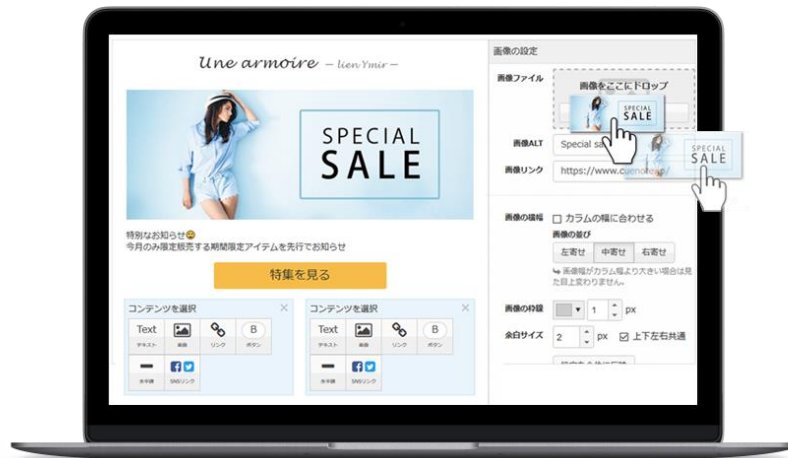 Une armoire – lien Ymir –
SPECIAL
SALE
特別なお知らせ😄
今月のみ限定販売する期間限定アイテムを先行でお知らせ
特集を見る
コンテンツを選択 ×
Text
テキスト
画像
リンク
B
ボタン
水平線
SNSリンク
コンテンツを選択 ×
Text
テキスト
画像
リンク
B
ボタン
水平線
SNSリンク
画像の設定
画像ファイル
画像をここにドロップ
SPECIAL
SALE
SPECIAL
SALE
画像ALT Special
画像リンク
画像の横幅 カラムの幅に合わせる
画像の並び
左寄せ 中寄せ 右寄せ
画像幅がカラム幅より大きい場合は見
た目上変わりません。
画像の枠線 1 px
余白サイズ 2 px 上下左右共通